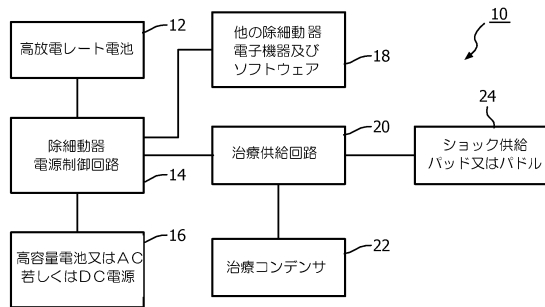 10
高放電レート電池
12
他の除細動器
電子機器及び
ソフトウェア
18
除細動器
電源制御回路
14
治療供給回路
20
ショック供給
パッド又はパドル
24
高容量電池又はAC
若しくはDC電源
16
治療コンデンサ
22